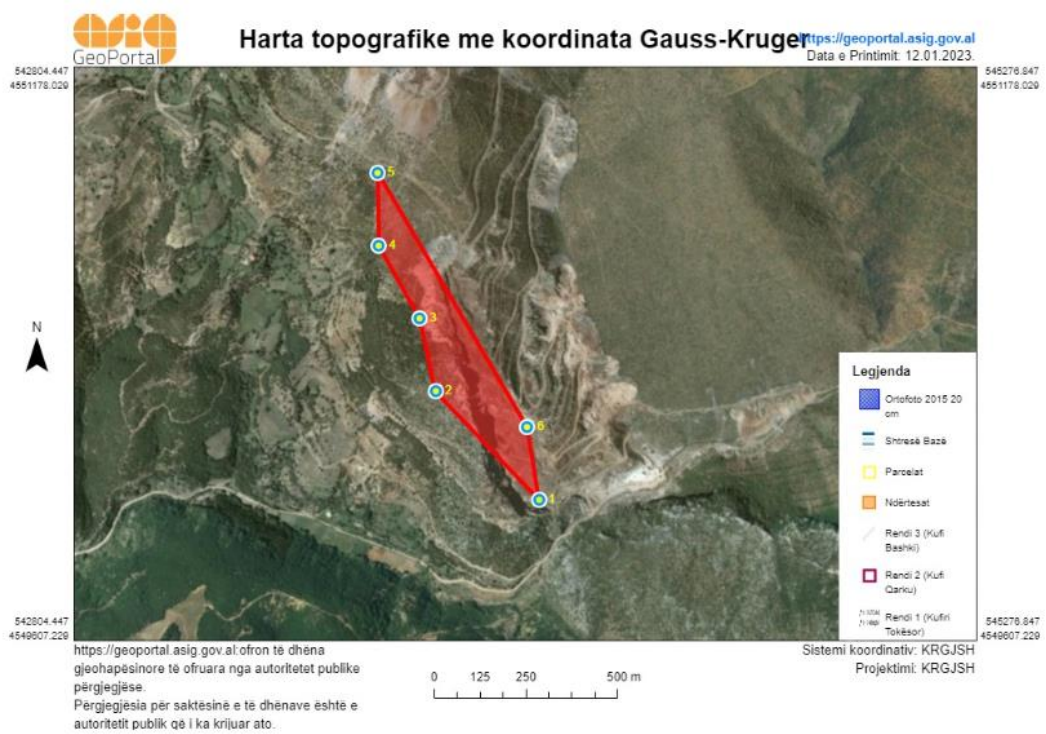 asig
GeoPortal
Harta topografike me koordinata Gauss-Kruger
https://geoportal.asig.gov.al
Data e Printimit: 12.01.2023.
542804.447
4551178.029
545276.847
4551178.029
5
4
3
2
6
1
N
Legjenda
Ortofoto 2015 20
cm
Shtresë Bazë
Parcelat
Ndërtesat
Rendi 3 (Kufi
Bashki)
Rendi 2 (Kufi
Qarku)
Rendi 1 (Kufiri
Tokësor)
542804.447
4549607.229
545276.847
4549607.229
https://geoportal.asig.gov.al:ofron të dhëna
gjeohapësinore të ofruara nga autoritetet publike
përgjegjëse.
Përgjegjësia për saktësinë e të dhënave është e
autoritetit publik që i ka krijuar ato.
0 125 250 500 m
Sistemi koordinativ: KRGJSH
Projektimi: KRGJSH